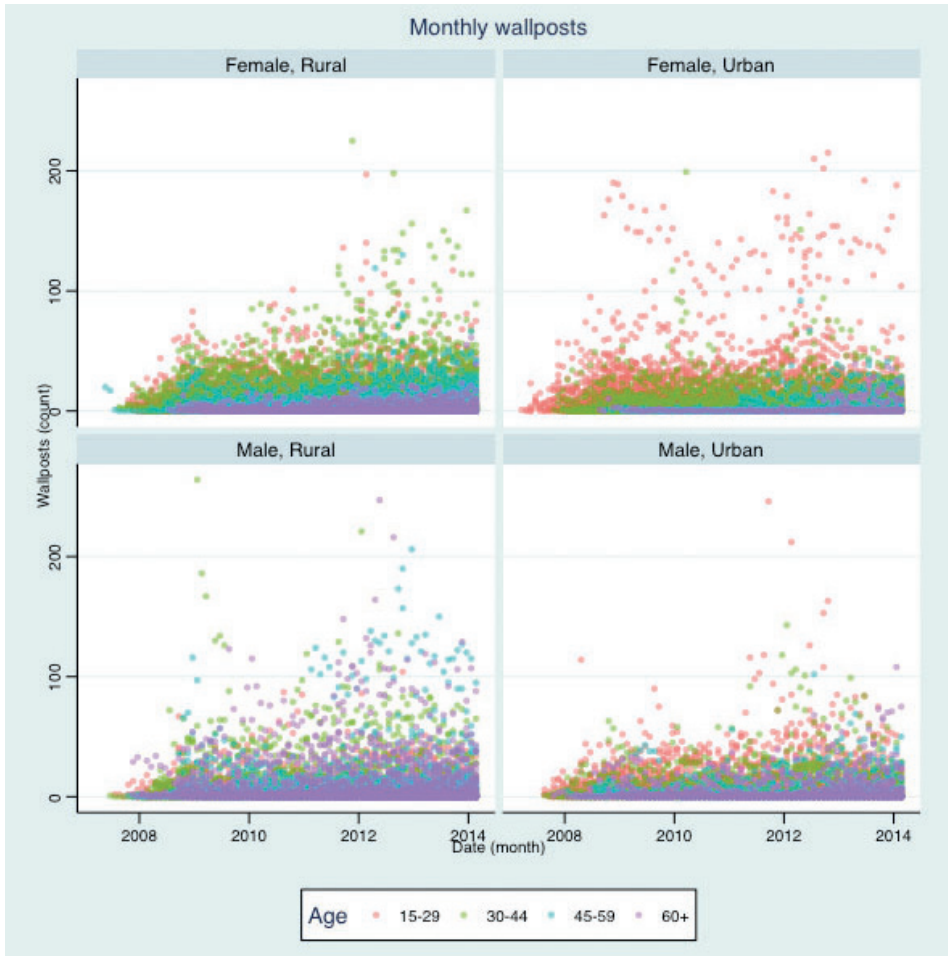 Monthly wallposts
Female, Rural
Female, Urban
200
100
0
Male, Rural
Male, Urban
200
100
0
Wallposts (count)
2008 2010 2012 2014
2008 2010 2012 2014
Date (month)
Age 15-29 30-44 45-59 60+